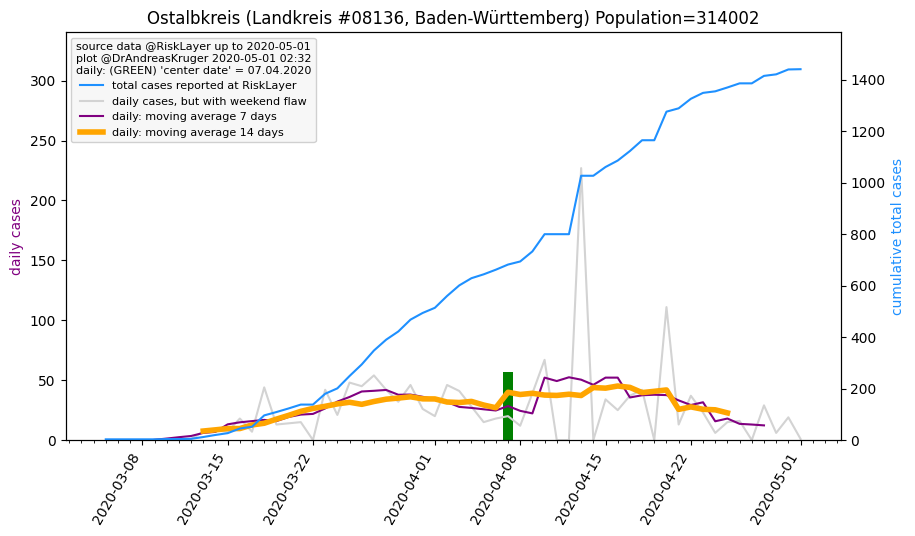 Ostalbkreis (Landkreis #08136, Baden-Württemberg) Population=314002
source data @RiskLayer up to 2020-05-01
plot @DrAndreasKruger 2020-05-01 02:32
daily: (GREEN) 'center date' = 07.04.2020
total cases reported at RiskLayer
daily cases, but with weekend flaw
daily: moving average 7 days
daily: moving average 14 days
daily cases
300
250
200
150
100
50
0
1400
1200
1000
800
600
400
200
0
cumulative total cases
2020-03-08
2020-03-15
2020-03-22
2020-04-01
2020-04-08
2020-04-15
2020-04-22
2020-05-01